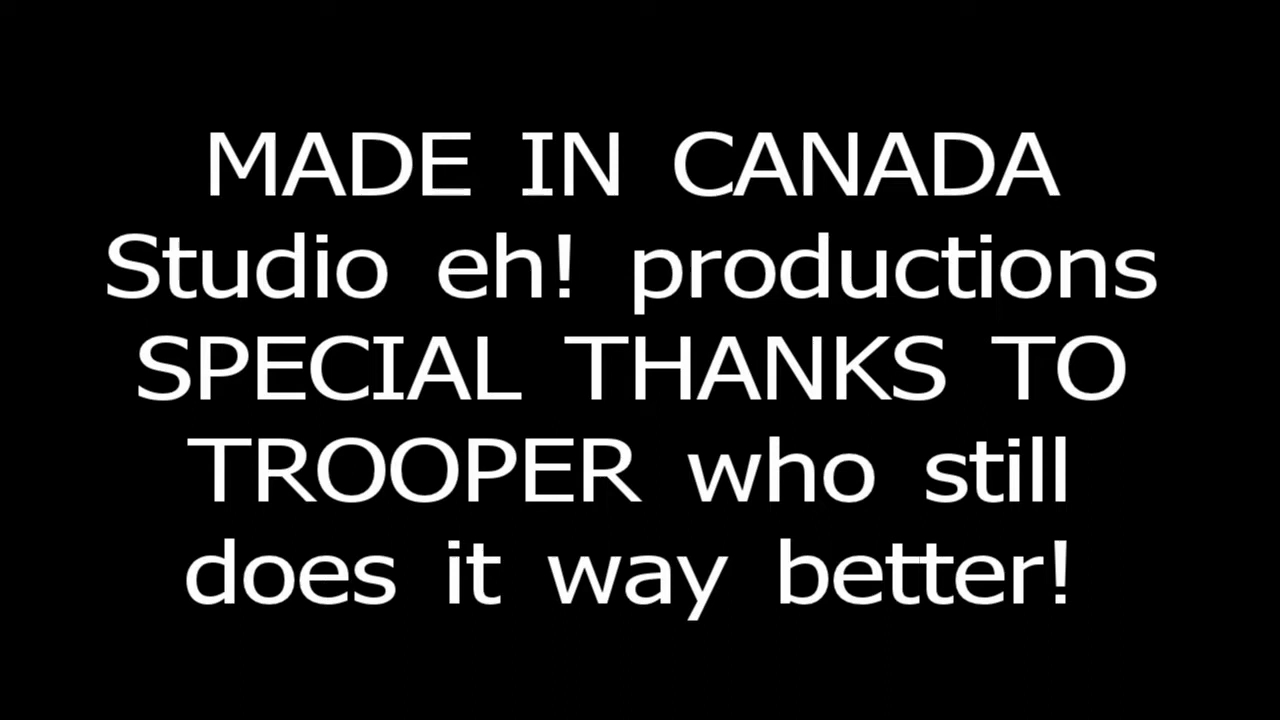 MADE IN CANADA
Studio eh! productions
SPECIAL THANKS TO
TROOPER who still
does it way better!